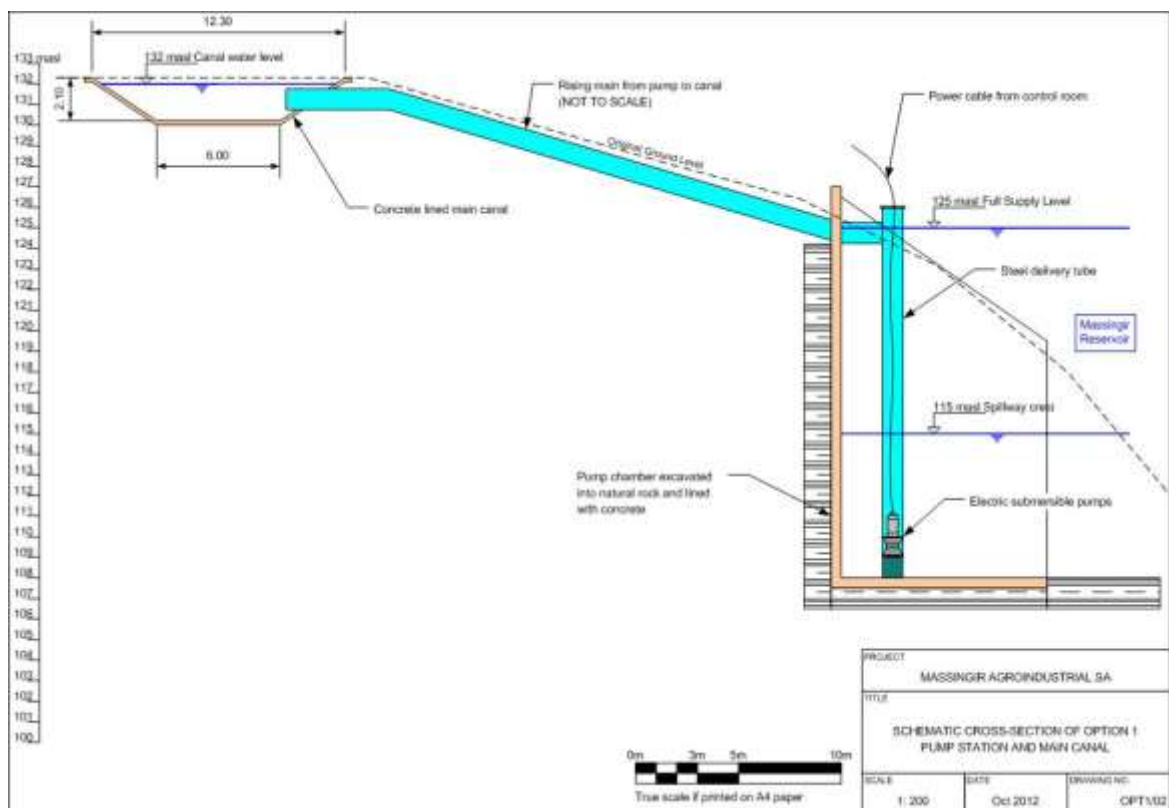 12.30
133 masl
132 masl Canal water level
132
131
130
129
128
127
126
125
124
123
122
121
120
119
118
117
116
115
114
113
112
111
110
109
108
107
106
105
104
103
102
101
100
2.10
6.00
Concrete lined main canal
Rising main from pump to canal
(NOT TO SCALE)
Original Ground Level
Power cable from control room
125 masl Full Supply Level
Steel delivery tube
Massingir
Reservoir
115 masl Spillway crest
Pump chamber excavated
into natural rock and lined
with concrete
Electric submersible pumps
0m 3m 5m 10m
True scale if printed on A4 paper
PROJECT
MASSINGIR AGROINDUSTRIAL SA
TITLE
SCHEMATIC CROSS-SECTION OF OPTION 1
PUMP STATION AND MAIN CANAL
SCALE
1: 200
DATE
Oct 2012
DRAWING NO.